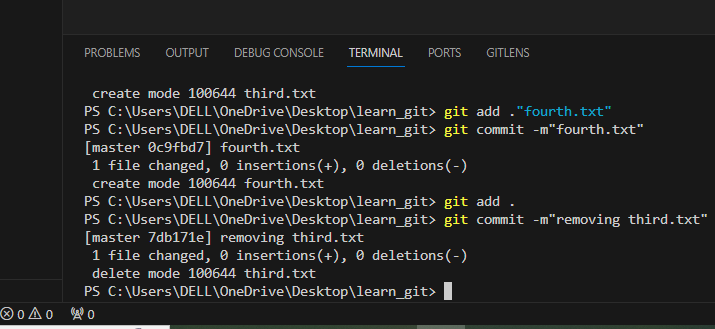 PROBLEMS OUTPUT DEBUG CONSOLE TERMINAL PORTS GITLENS
create mode 100644 third.txt
PS C:\Users\DELL\OneDrive\Desktop\learn_git> git add ."fourth.txt"
PS C:\Users\DELL\OneDrive\Desktop\learn_git> git commit -m"fourth.txt"
[master 0c9fbd7] fourth.txt
1 file changed, 0 insertions(+), 0 deletions(-)
create mode 100644 fourth.txt
PS C:\Users\DELL\OneDrive\Desktop\learn_git> git add .
PS C:\Users\DELL\OneDrive\Desktop\learn_git> git commit -m"removing third.txt"
[master 7db171e] removing third.txt
1 file changed, 0 insertions(+), 0 deletions(-)
delete mode 100644 third.txt
PS C:\Users\DELL\OneDrive\Desktop\learn_git>
0 0 0